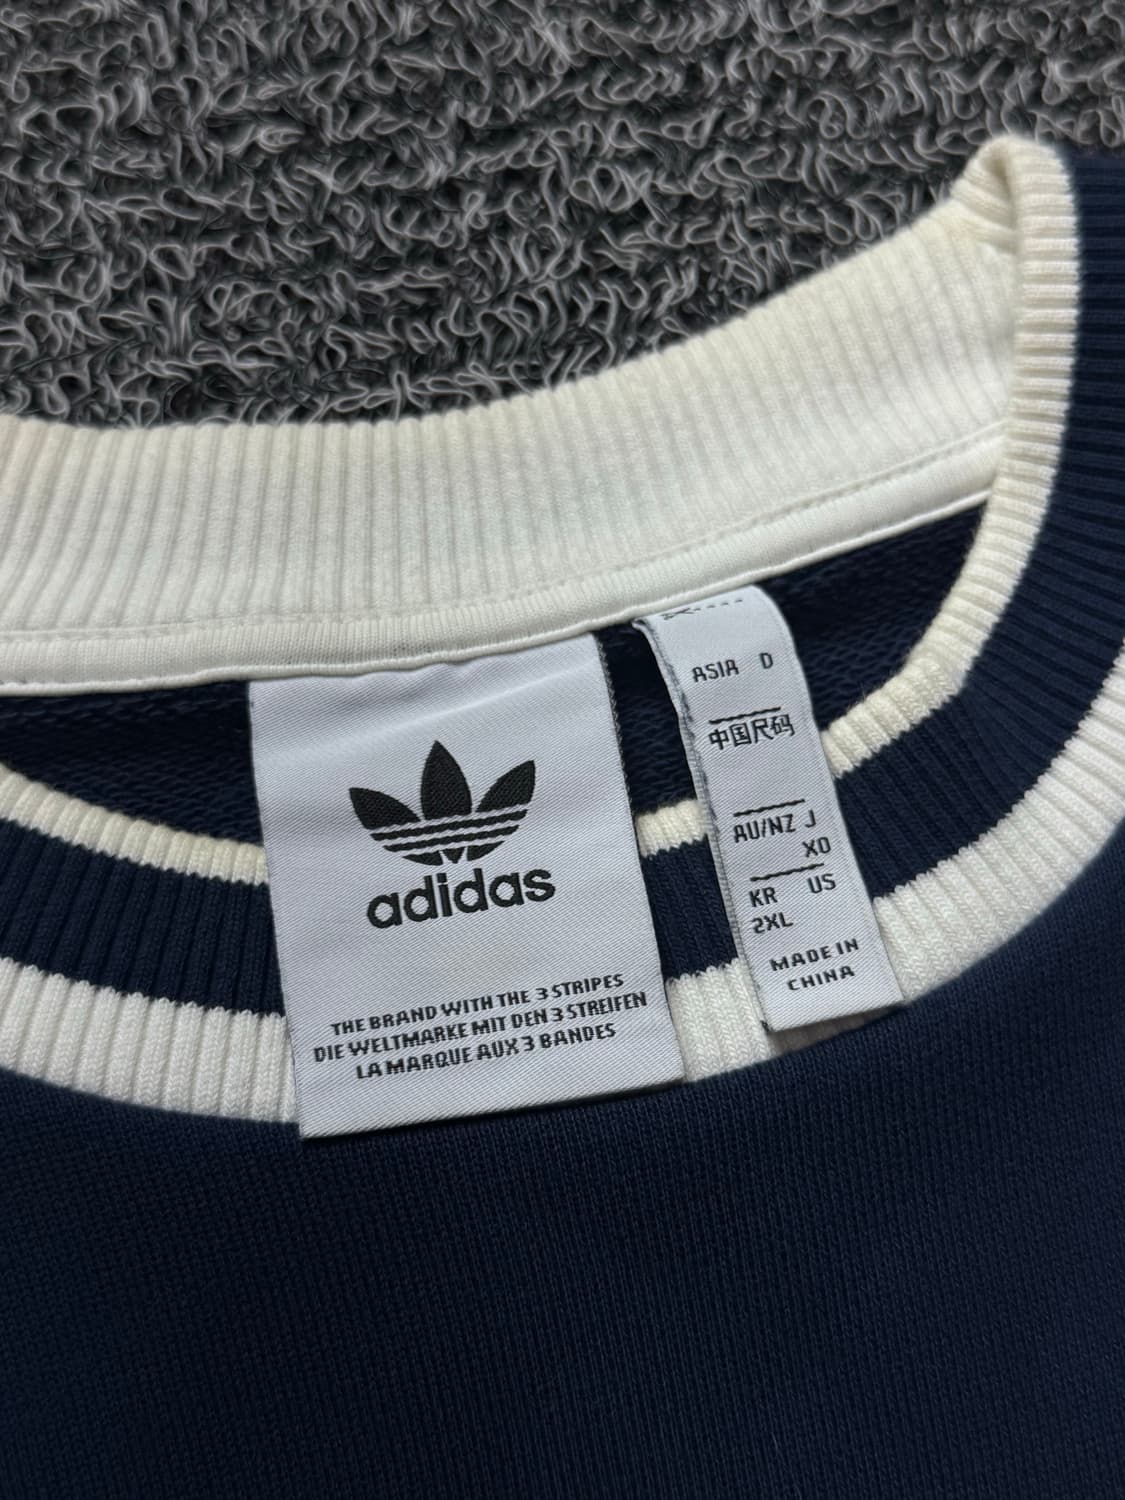 adidas
THE BRAND WITH THE 3 STRIPES
DIE WELTMARKE MIT DEN 3 STREIFEN
LA MARQUE AUX 3 BANDES
ASIA D
中国尺码
AU/NZ J
XO
KR US
2XL
MADE IN
CHINA